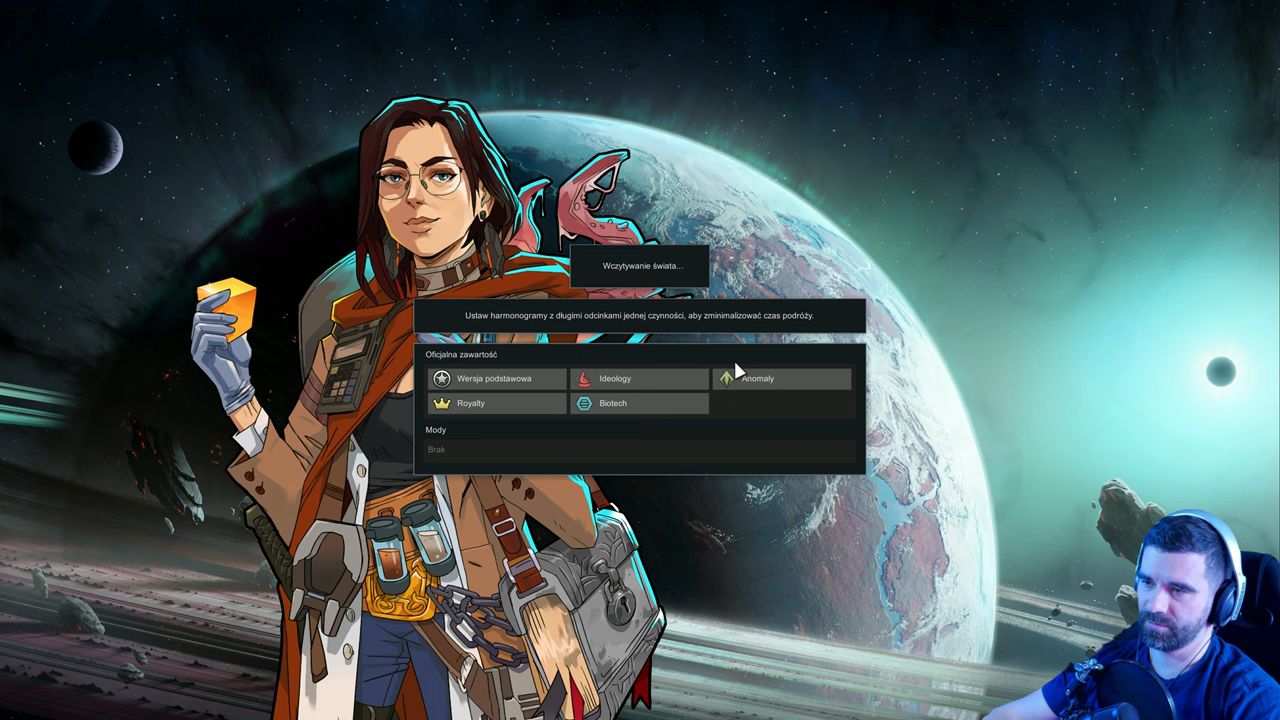 Wczytywanie świata...
Ustaw harmonogramy z długimi odcinkami jednej czynności, aby zminimalizować czas podróży.
Oficjalna zawartość
Wersja podstawowa
Ideology
Anomaly
Royalty
Biotech
Mody
Brak